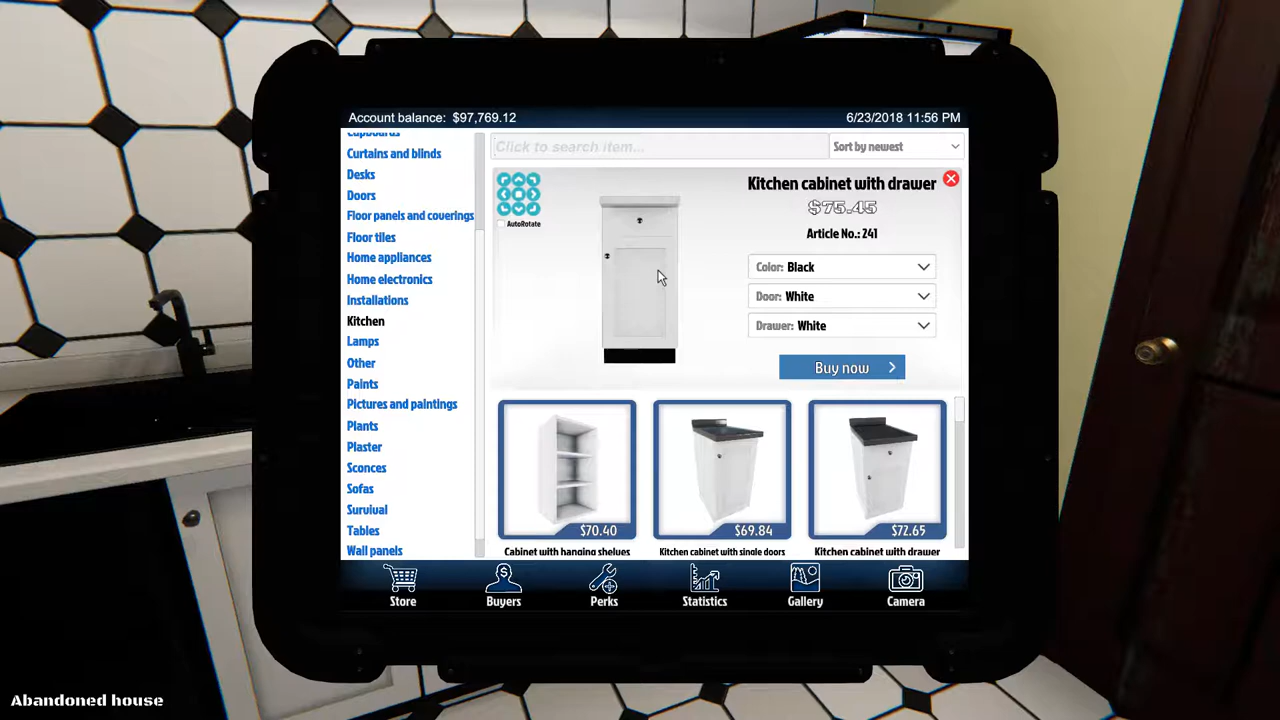 Account balance: $97,769.12
6/23/2018 11:56 PM
Cupboards
Curtains and blinds
Desks
Doors
Floor panels and coverings
Floor tiles
Home appliances
Home electronics
Installations
Kitchen
Lamps
Other
Paints
Pictures and paintings
Plants
Plaster
Sconces
Sofas
Survival
Tables
Wall panels
Click to search item...
Sort by newest
AutoRotate
Kitchen cabinet with drawer
$75.45
Article No.: 241
Color: Black
Door: White
Drawer: White
Buy now
$70.40
$69.84
$72.65
Cabinet with hanging shelves
Kitchen cabinet with single doors
Kitchen cabinet with drawer
Store
Buyers
Perks
Statistics
Gallery
Camera
Abandoned house